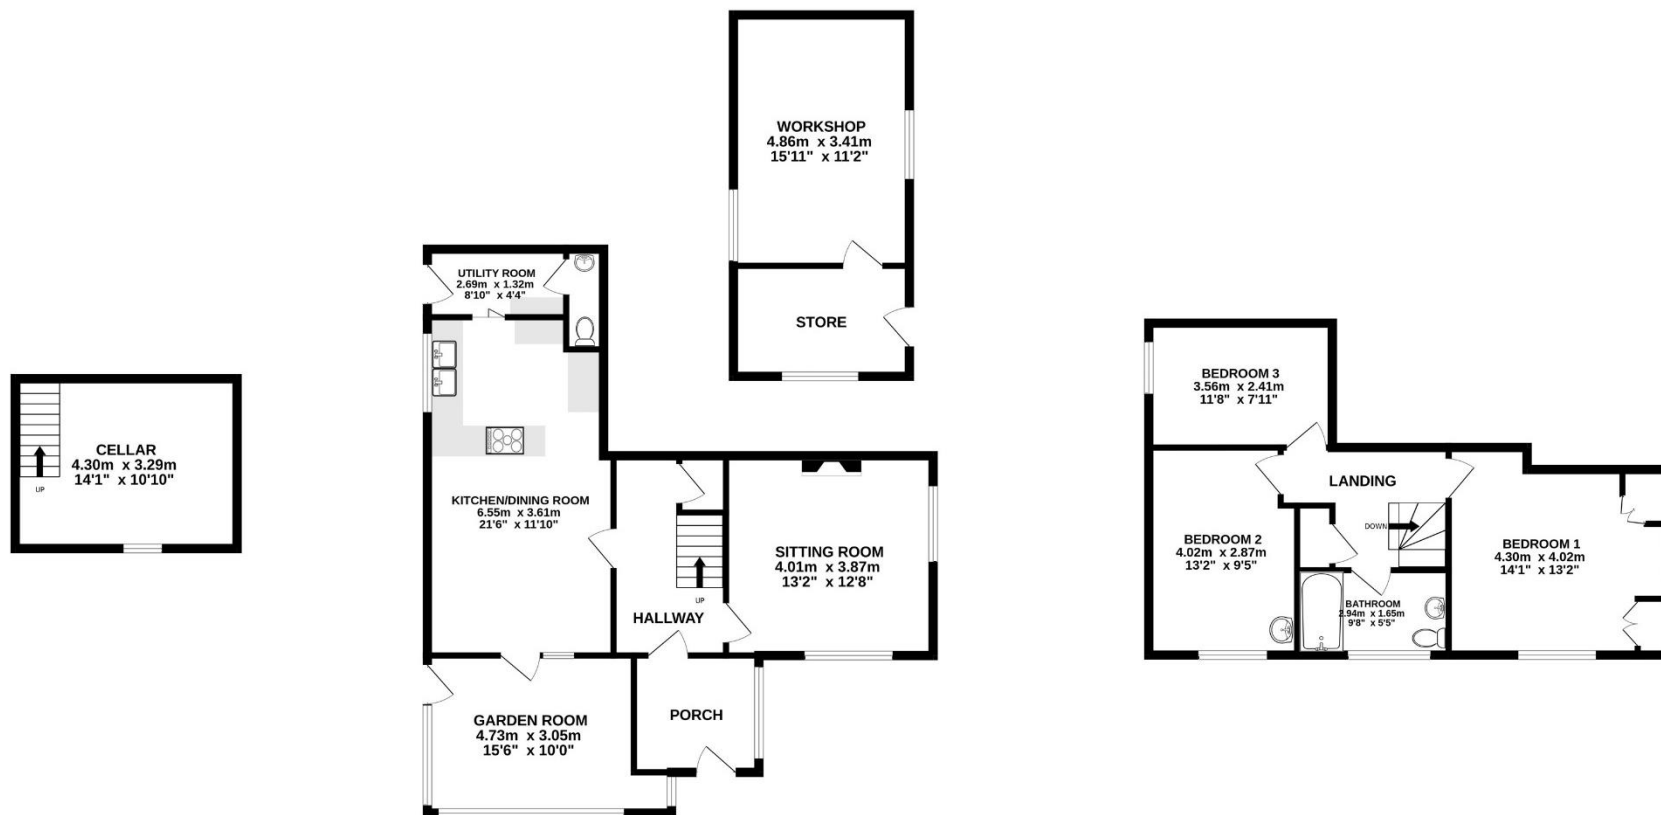 CELLAR
4.30m x 3.29m
14'1" x 10'10"
UP
WORKSHOP
4.86m x 3.41m
15'11" x 11'2"
STORE
UTILITY ROOM
2.69m x 1.32m
8'10" x 4'4"
KITCHEN/DINING ROOM
6.55m x 3.61m
21'6" x 11'10"
HALLWAY
UP
SITTING ROOM
4.01m x 3.87m
13'2" x 12'8"
GARDEN ROOM
4.73m x 3.05m
15'6" x 10'0"
PORCH
BEDROOM 3
3.56m x 2.41m
11'8" x 7'11"
LANDING
DOWN
BEDROOM 2
4.02m x 2.87m
13'2" x 9'5"
BEDROOM 1
4.30m x 4.02m
14'1" x 13'2"
BATHROOM
2.94m x 1.65m
9'8" x 5'5"